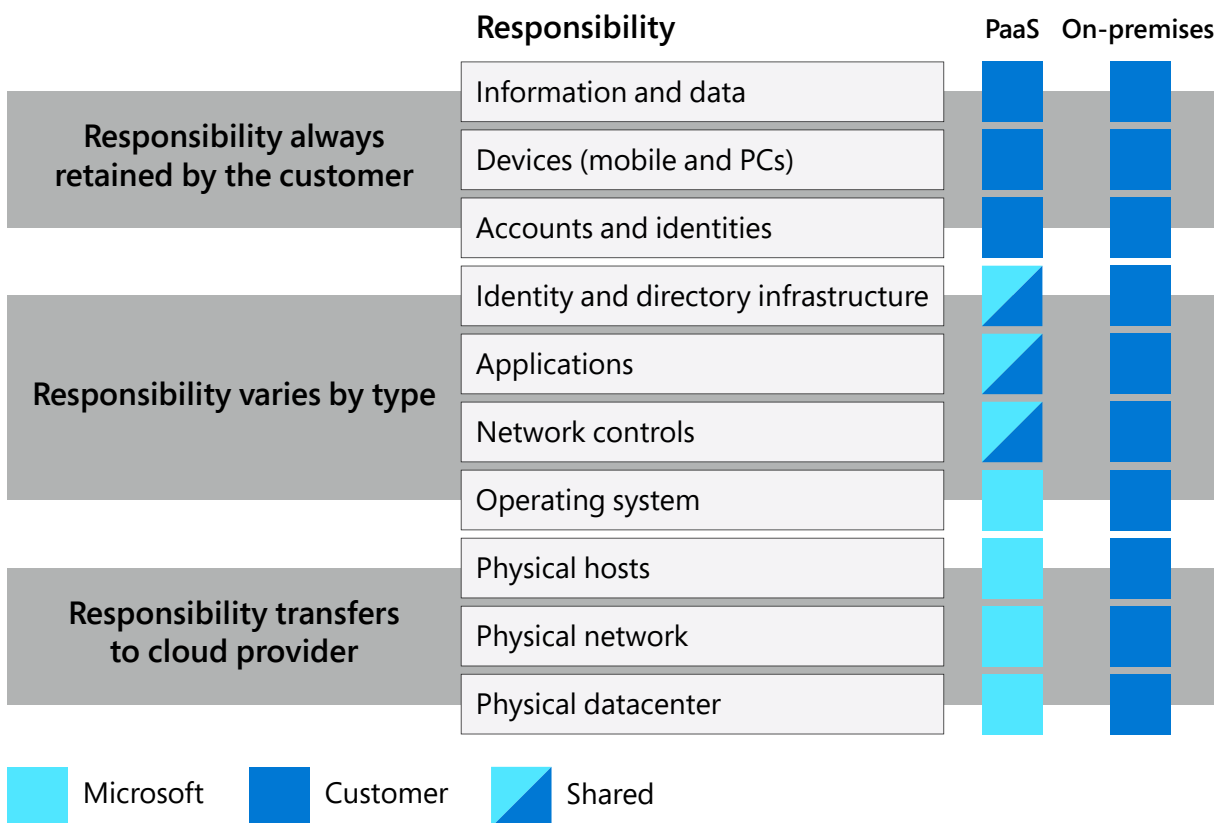 Responsibility PaaS On-premises
Information and data
Responsibility always
retained by the customer
Devices (mobile and PCs)
Accounts and identities
Identity and directory infrastructure
Applications
Responsibility varies by type
Network controls
Operating system
Physical hosts
Responsibility transfers
to cloud provider
Physical network
Physical datacenter
Microsoft Customer Shared